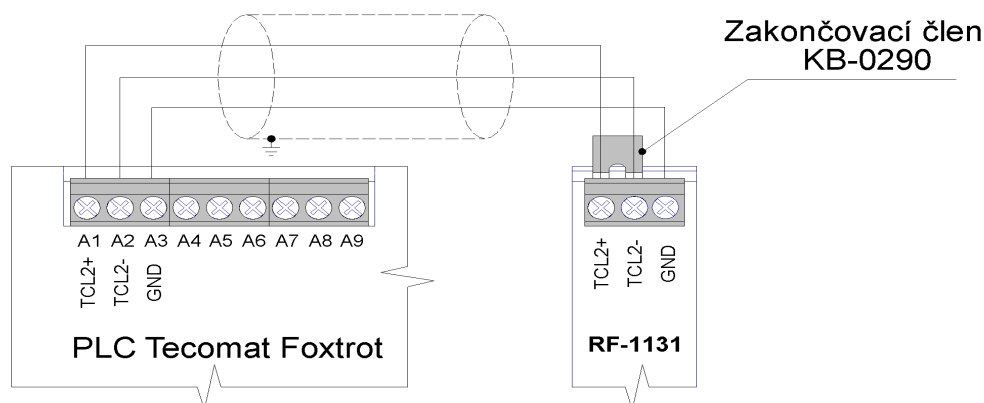 Zakončovací člen
KB-0290
A1 A2 A3 A4 A5 A6 A7 A8 A9
TCL2+
TCL2-
GND
TCL2+
TCL2-
GND
PLC Tecomat Foxtrot
RF-1131